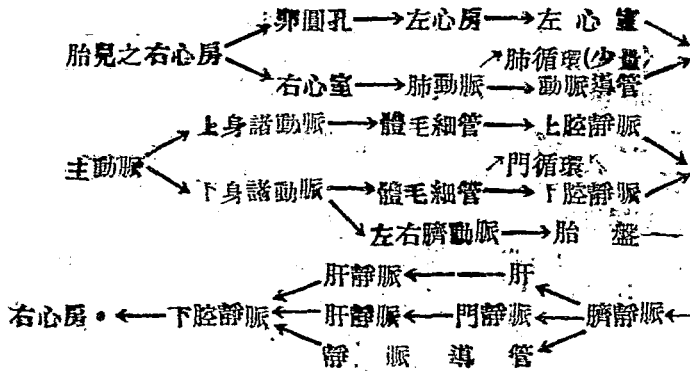 卵圓孔→左心房→左心室
胎兒之右心房
肺循環(少量)
右心室→肺動脈→動脈導管
上身諸動脈→體毛細管→上腔靜脈
主動脈
門循環
下身諸動脈→體毛細管→下腔靜脈
左右臍動脈→胎盤
肝靜脈←肝
右心房。←下腔靜脈 肝靜脈←門靜脈 臍靜脈←
靜脈導管